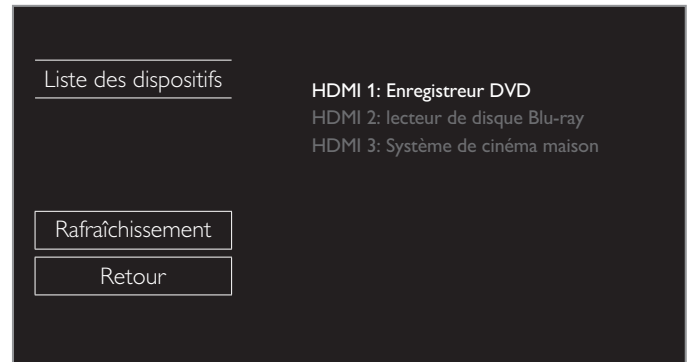 Liste des dispositifs
HDMI 1: Enregistreur DVD
HDMI 2: lecteur de disque Blu-ray
HDMI 3: Système de cinéma maison
Rafraîchissement
Retour